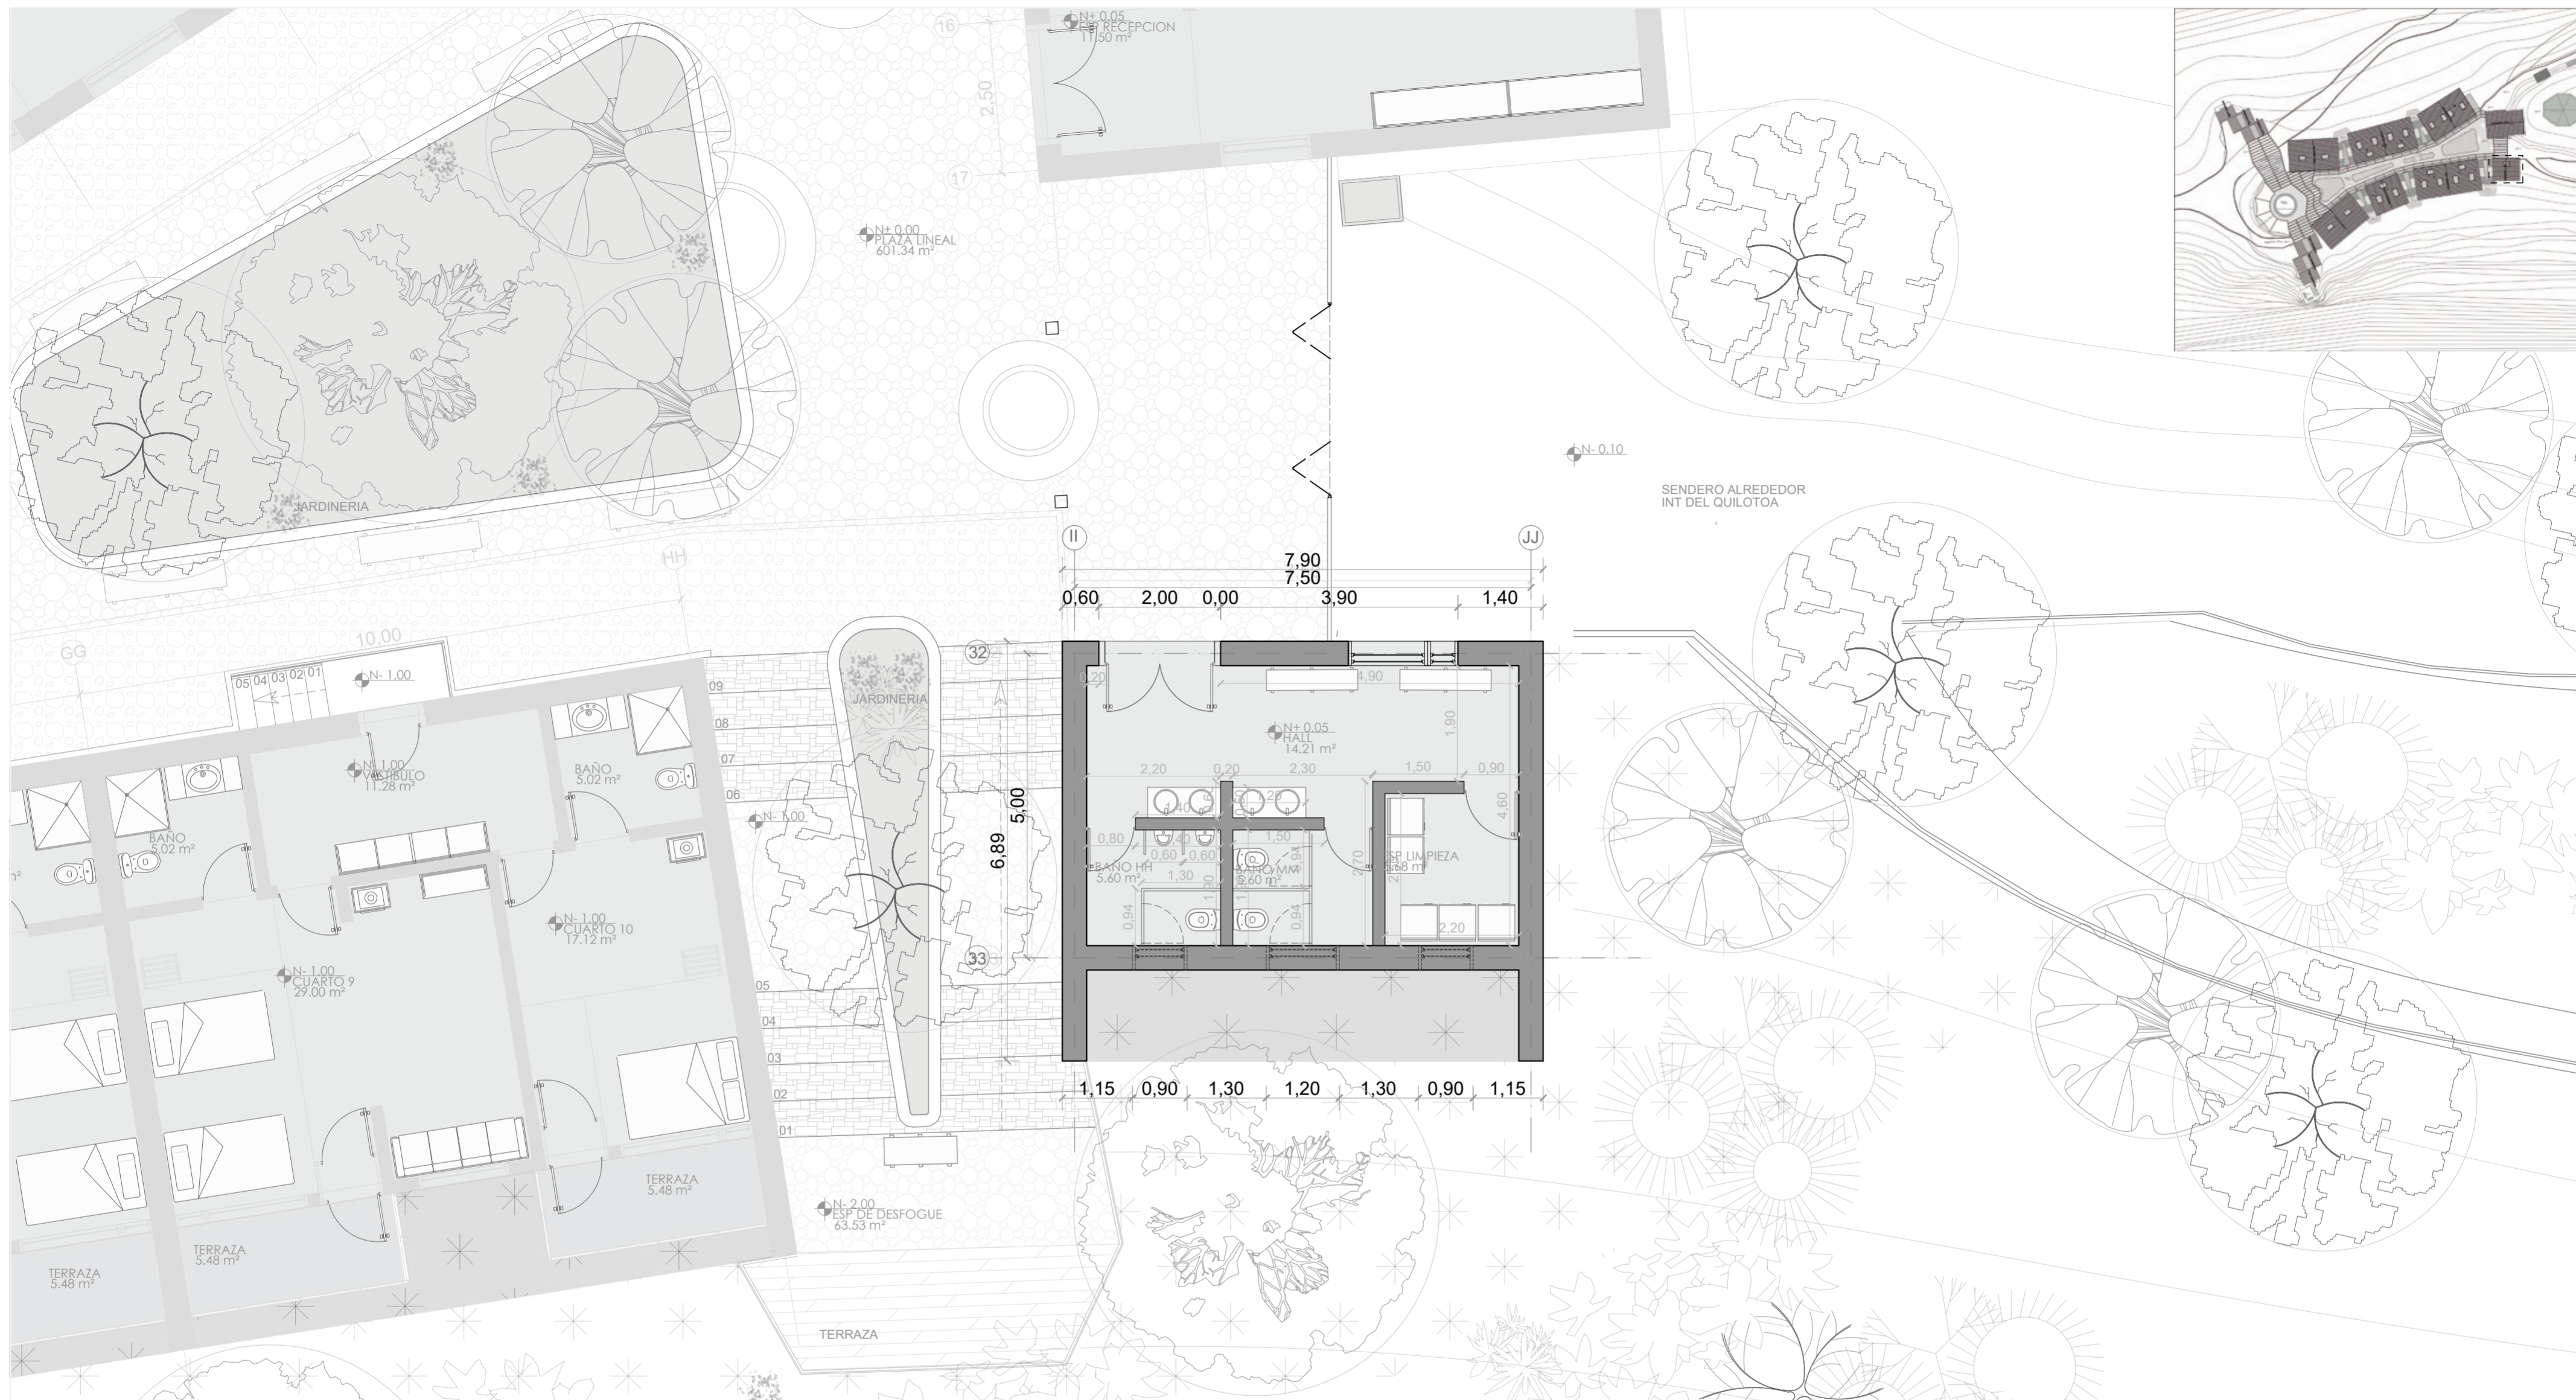 16
N+ 0.05
ESP RECEPCION
11.50 m²
2.50
17
N± 0.00
PLAZA LINEAL
601.34 m²
N- 0.10
SENDERO ALREDEDOR
INT DEL QUILOTOA
JARDINERIA
II
JJ
HH
7,90
7,50
0,60
2,00
0,00
3,90
1,40
10,00
GG
32
05
04
03
02
01
N- 1.00
09
08
07
06
JARDINERIA
0,20
4,90
N+ 0.05
HALL
14.21 m²
1,90
N- 1.00
VESTIBULO
11.28 m²
BAÑO
5.02 m²
2,20
0,20
2,30
1,50
0,90
N- 1.00
5,00
6,89
1,40
1,20
4,60
BAÑO
5.02 m²
0,80
1,50
BAÑO HH
5.60 m²
0,60
0,60
1,30
0,94
BAÑO MM
5.60 m²
0,94
2,70
ESP LIMPIEZA
0,94
0,94
2,20
N- 1.00
CUARTO 10
17.12 m²
N- 1.00
CUARTO 9
29.00 m²
33
05
04
03
02
01
1,15
0,90
1,30
1,20
1,30
0,90
1,15
TERRAZA
5.48 m²
N- 2.00
ESP DE DESFOGUE
63.53 m²
TERRAZA
5.48 m²
TERRAZA
5.48 m²
TERRAZA